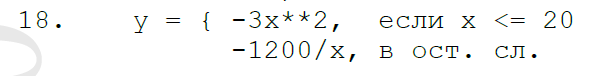 18. y = { -3x**2, если x <= 20
-1200/x, в ост. сл.